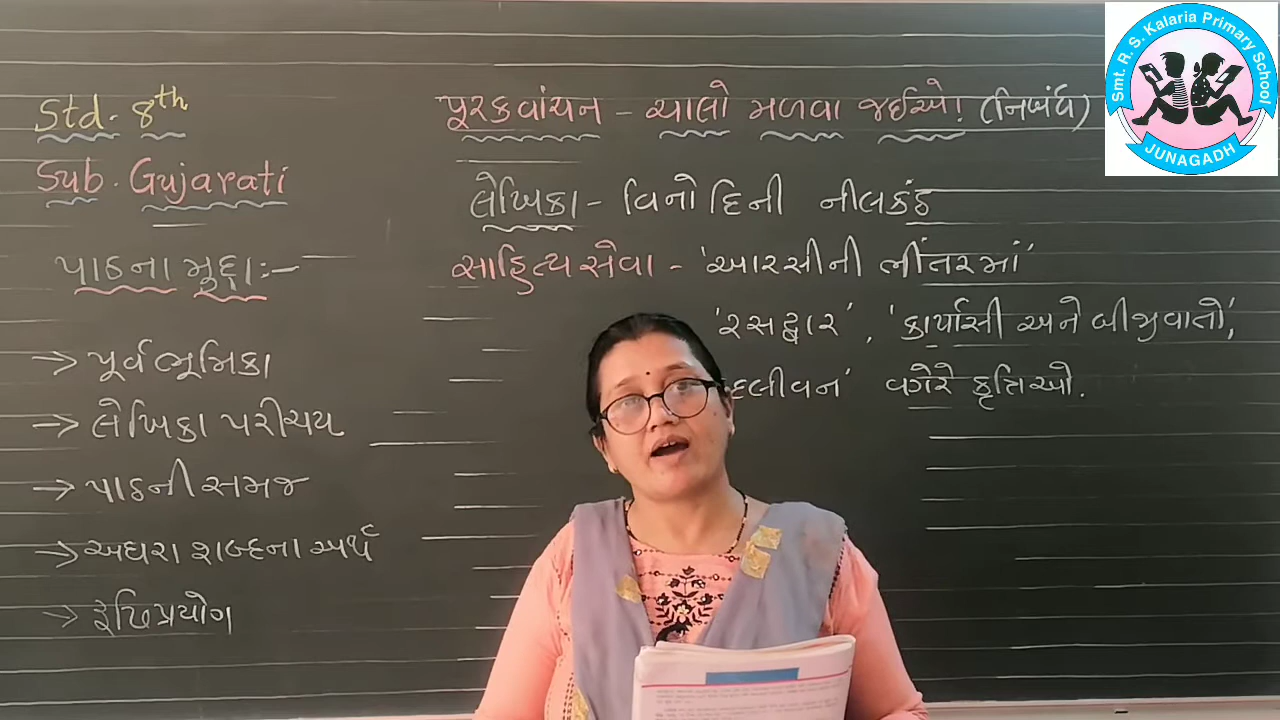 Std. 8th
Sub. Gujarati
પાઠના મુદ્દા:-
→ પૂર્વભૂમિકા
→ લેખિકા પરીચય
→ પાઠની સમજ
→ અઘરા શબ્દના અર્થ
→ રૂઢિપ્રયોગ
પૂરકવાંચન - ચાલો મળવા જઈએ! (નિબંધ)
લેખિકા - વિનોદિની નીલકંઠ
સાહિત્ય સેવા - 'આરસીની ભીંતરમાં'
'રસદ્વાર', 'કાર્પાસી અને બીજીવાતો',
વગેરે કૃતિઓ.
Smt. R. S. Kalaria Primary School
JUNAGADH